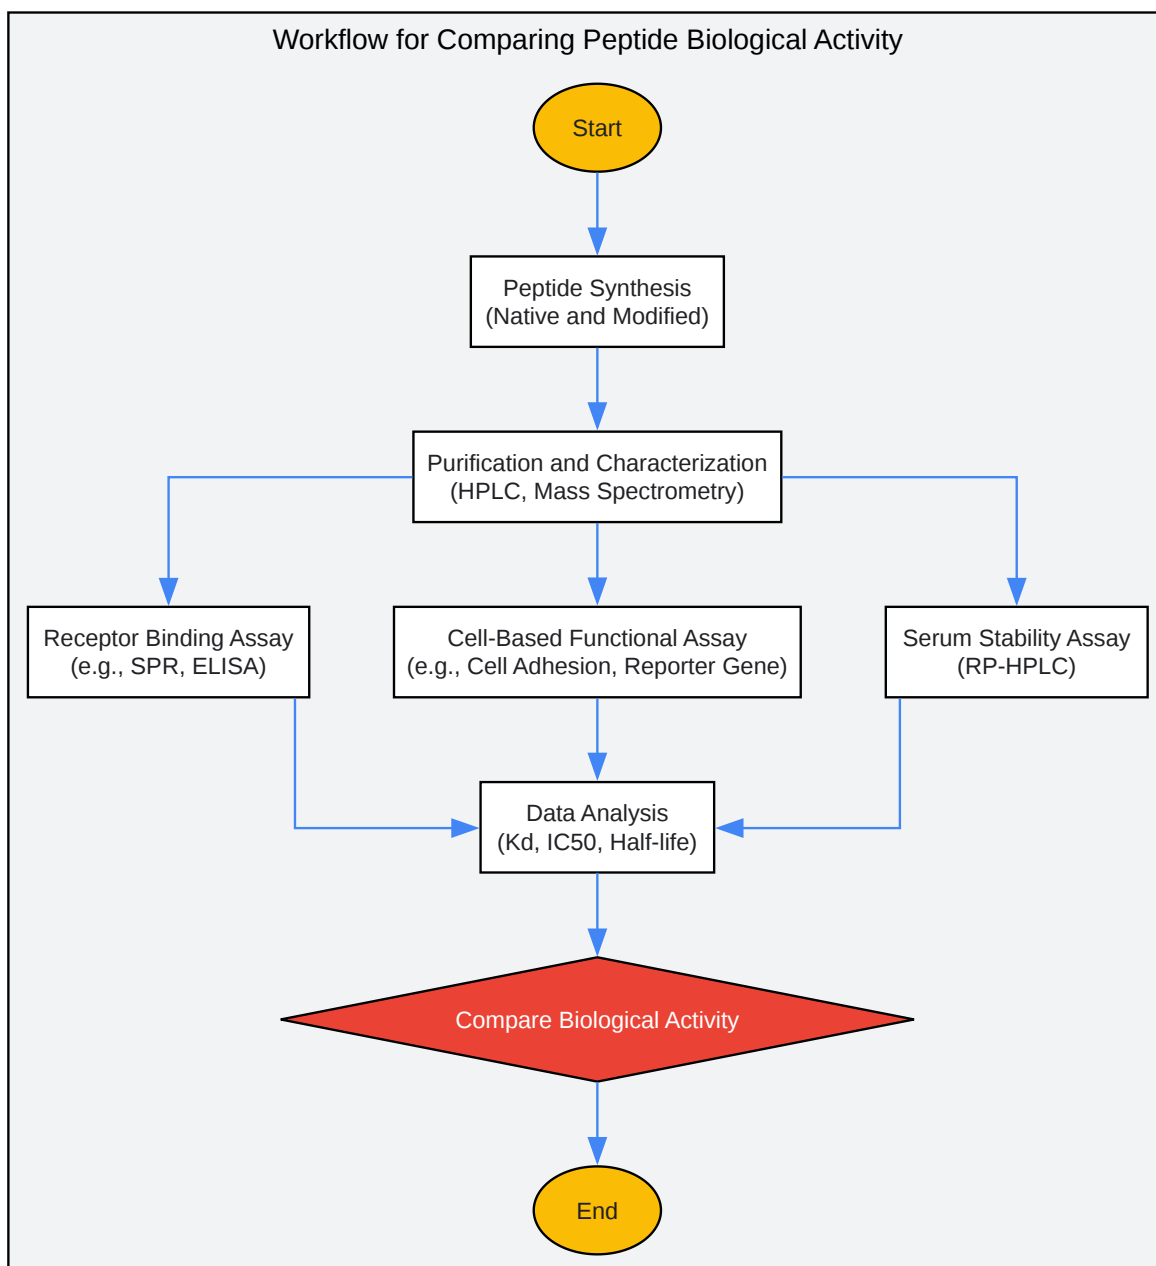 Workflow for Comparing Peptide Biological Activity
Start
Peptide Synthesis
(Native and Modified)
Purification and Characterization
(HPLC, Mass Spectrometry)
Receptor Binding Assay
(e.g., SPR, ELISA)
Cell-Based Functional Assay
(e.g., Cell Adhesion, Reporter Gene)
Serum Stability Assay
(RP-HPLC)
Data Analysis
(Kd, IC50, Half-life)
Compare Biological Activity
End